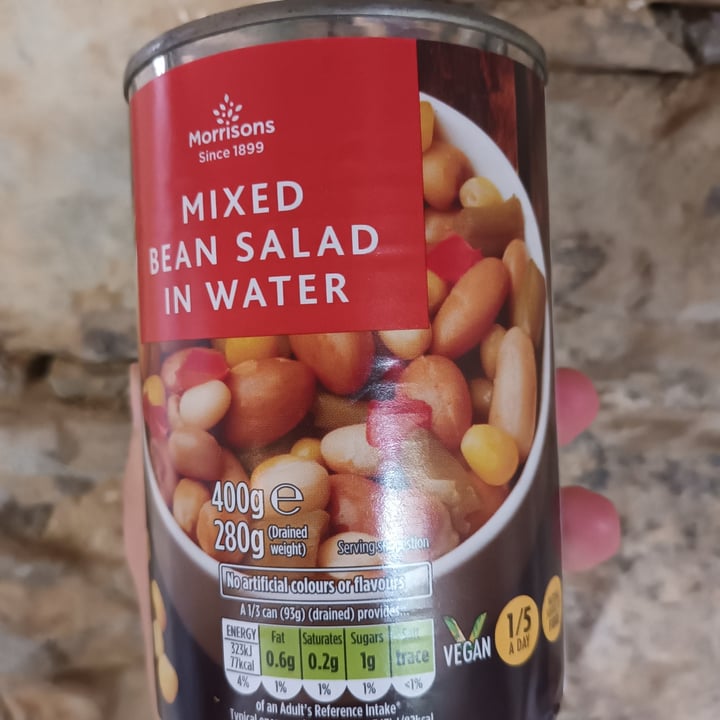 Morrisons
Since 1899
MIXED
BEAN SALAD
IN WATER
400g e
280g (Drained weight)
Serving
No artificial colours or flavours
A 1/3 can (93g) (drained) provides
ENERGY Fat Saturates Sugars
323kJ 0.6g 0.2g 1g trace
77kcal
4% 1% 1% 1% <1%
VEGAN
1/5
A DAY
of an Adult's Reference Intake*